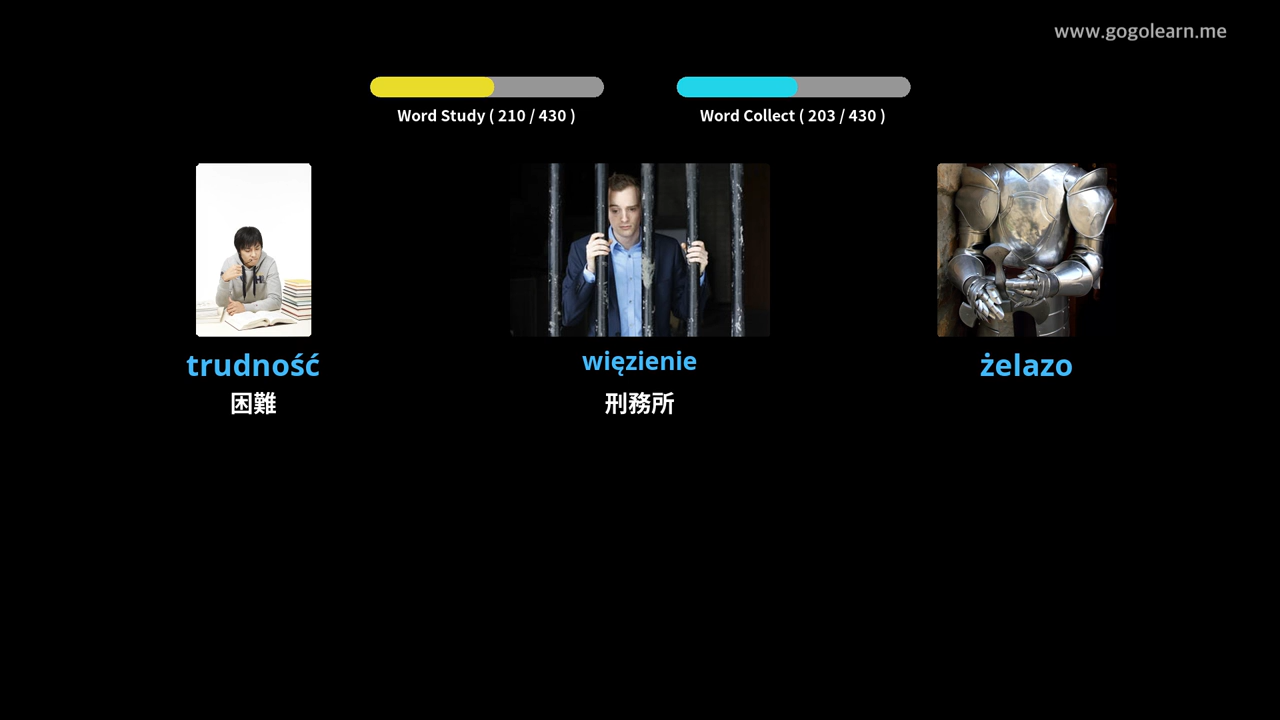 www.gogolearn.me
Word Study ( 210 / 430 )
Word Collect ( 203 / 430 )
trudność
困難
więzienie
刑務所
żelazo